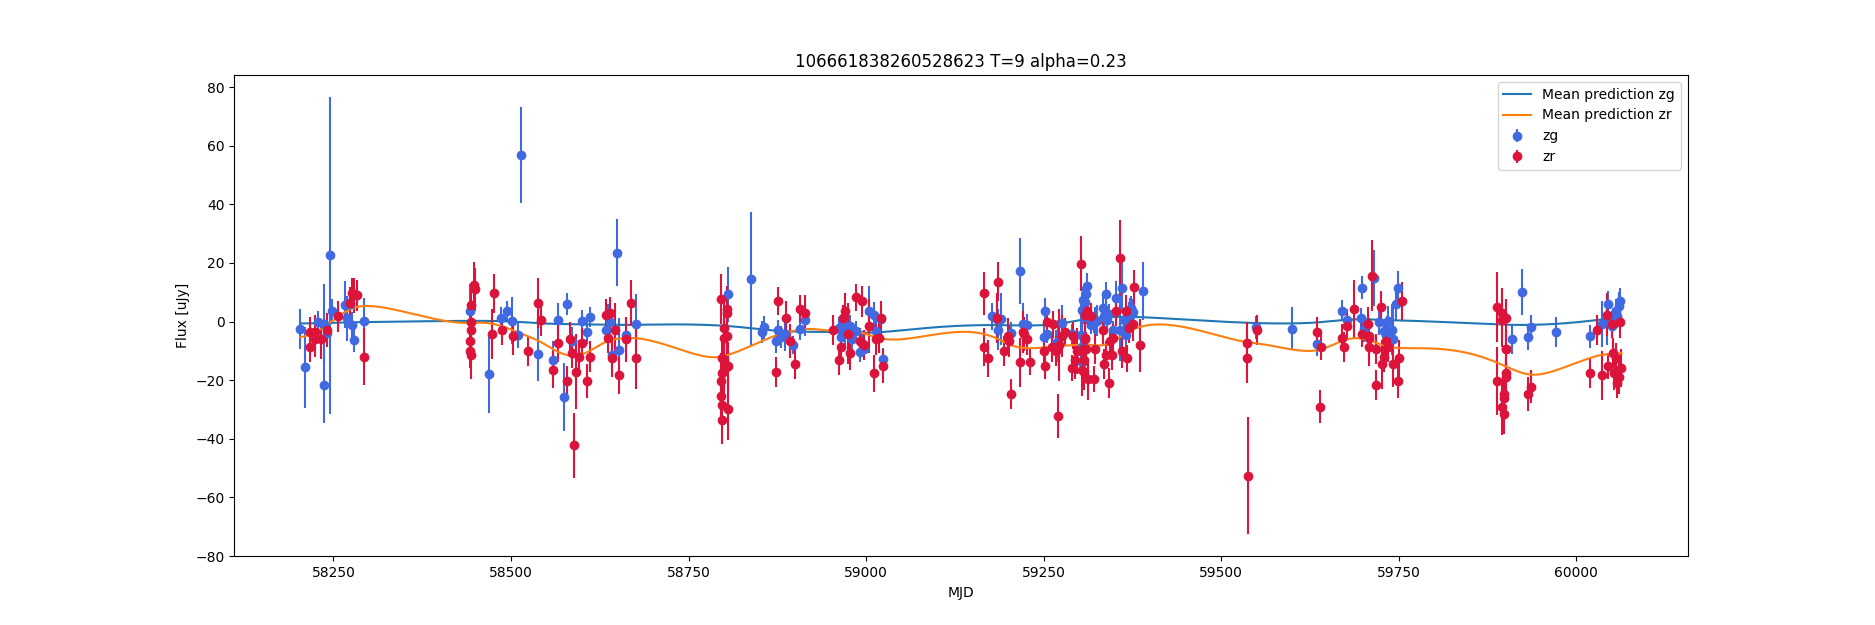 106661838260528623 T=9 alpha=0.23
Mean prediction zg
Mean prediction zr
zg
zr
Flux [uJy]
80
60
40
20
0
−20
−40
−60
−80
58250 58500 58750 59000 59250 59500 59750 60000
MJD